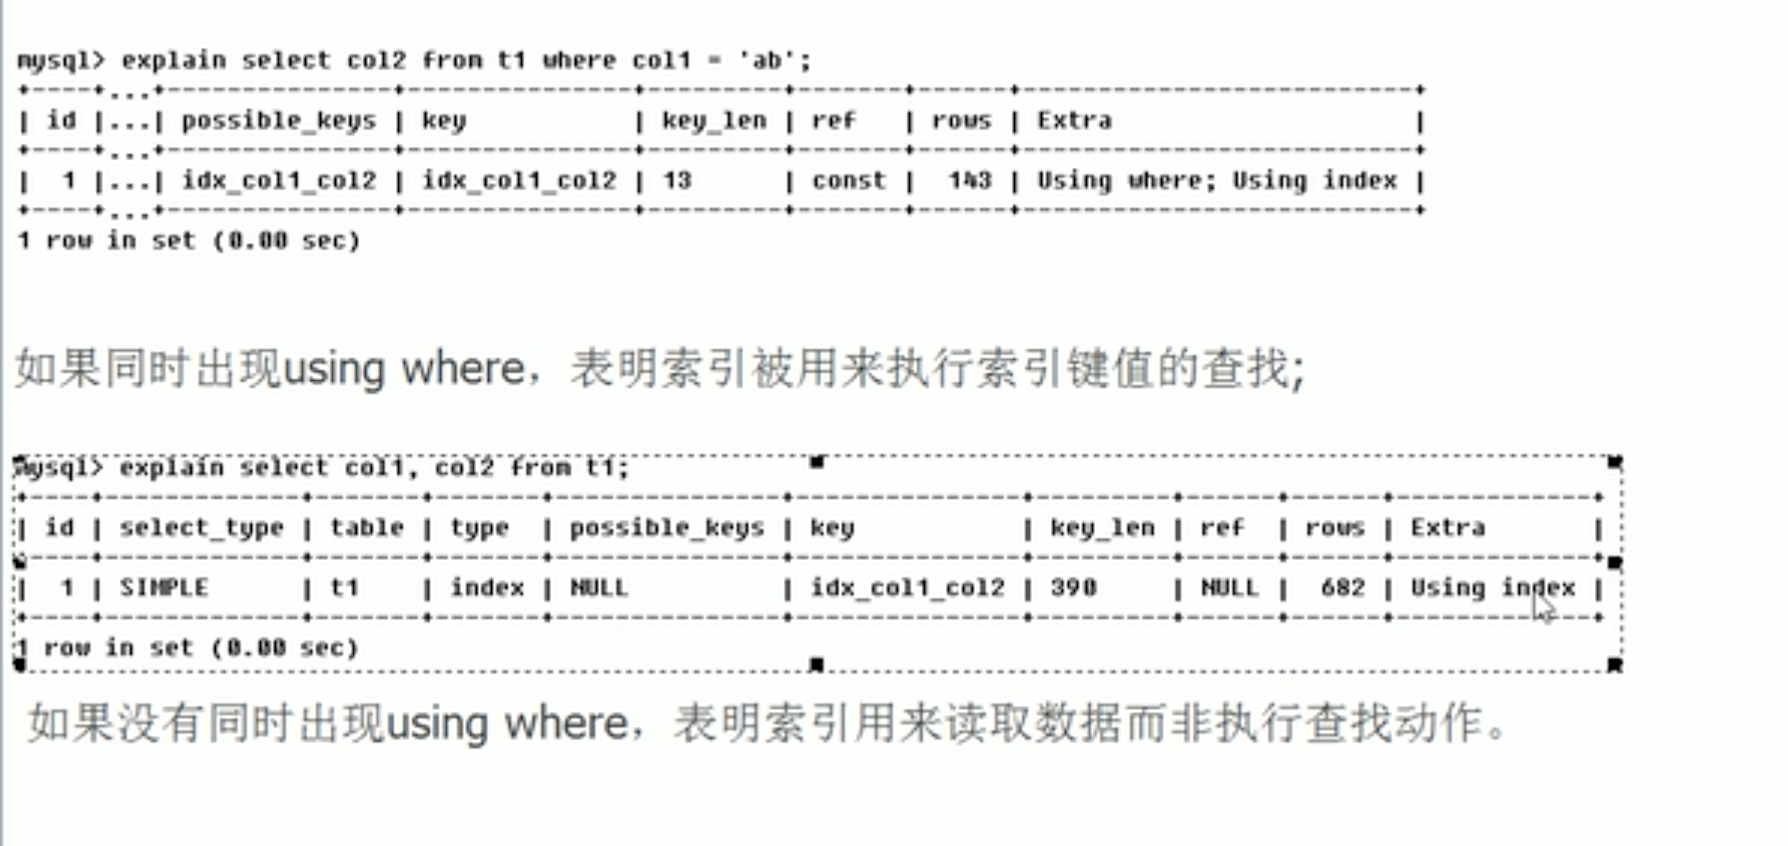 mysql> explain select col2 from t1 where col1 = 'ab';
+----+...+---------------+---------------+---------+-------+------+--------------------------+
| id |...| possible_keys | key           | key_len | ref   | rows | Extra                    |
+----+...+---------------+---------------+---------+-------+------+--------------------------+
|  1 |...| idx_col1_col2 | idx_col1_col2 | 13      | const |  143 | Using where; Using index |
+----+...+---------------+---------------+---------+-------+------+--------------------------+
1 row in set (0.00 sec)
如果同时出现using where，表明索引被用来执行索引键值的查找;
mysql> explain select col1, col2 from t1;
+----+-------------+-------+-------+---------------+---------------+---------+------+------+-------------+
| id | select_type | table | type  | possible_keys | key           | key_len | ref  | rows | Extra       |
+----+-------------+-------+-------+---------------+---------------+---------+------+------+-------------+
|  1 | SIMPLE      | t1    | index | NULL          | idx_col1_col2 | 390     | NULL |  682 | Using index |
+----+-------------+-------+-------+---------------+---------------+---------+------+------+-------------+
1 row in set (0.00 sec)
如果没有同时出现using where，表明索引用来读取数据而非执行查找动作。